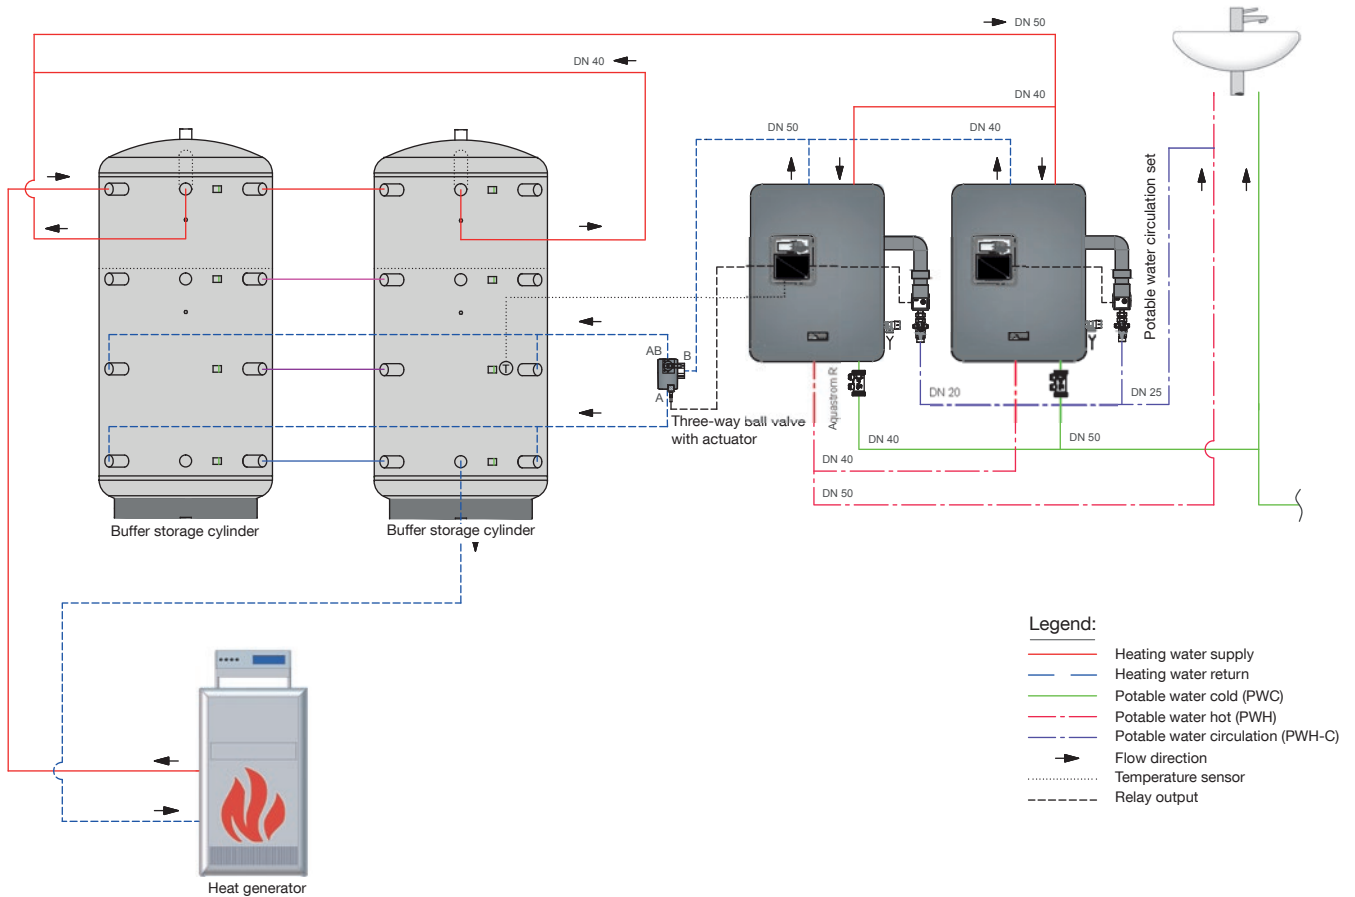 DN 50
DN 40
DN 40
DN 50
DN 40
Potable water circulation set
AB
B
A
T
Three-way ball valve
with actuator
Aquastrom R
DN 20
DN 25
DN 40
DN 50
DN 40
DN 50
Buffer storage cylinder
Buffer storage cylinder
Heat generator
Legend:
Heating water supply
Heating water return
Potable water cold (PWC)
Potable water hot (PWH)
Potable water circulation (PWH-C)
Flow direction
Temperature sensor
Relay output